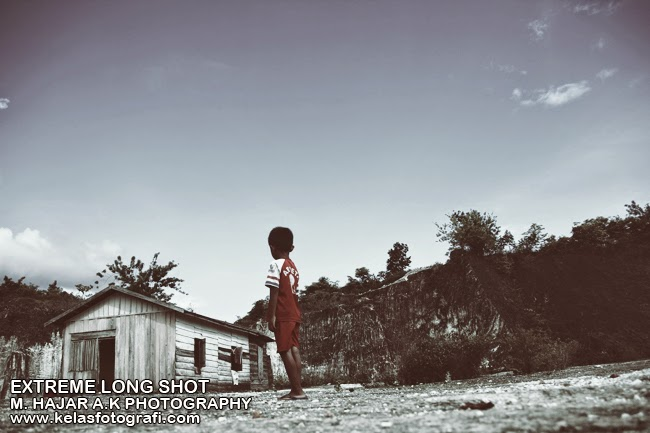 EXTREME LONG SHOT
M. HAJAR A.K PHOTOGRAPHY
www.kelasfotografi.com